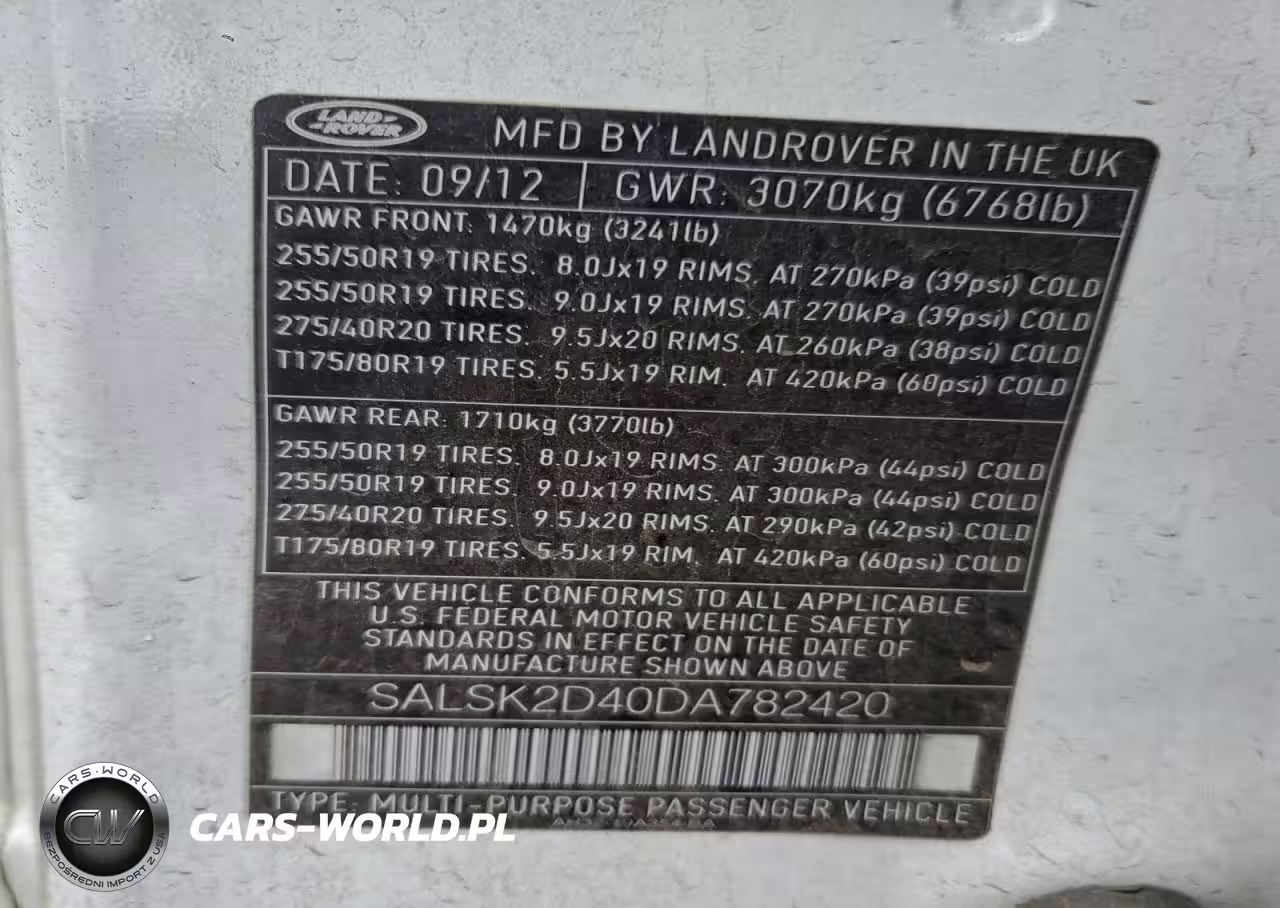 LAND ROVER
MFD BY LANDROVER IN THE UK
DATE: 09/12 GWR: 3070kg (6768lb)
GAWR FRONT: 1470kg (3241lb)
255/50R19 TIRES. 8.0Jx19 RIMS. AT 270kPa (39psi) COLD
255/50R19 TIRES. 9.0Jx19 RIMS. AT 270kPa (39psi) COLD
275/40R20 TIRES. 9.5Jx20 RIMS. AT 260kPa (38psi) COLD
T175/80R19 TIRES. 5.5Jx19 RIM. AT 420kPa (60psi) COLD
GAWR REAR: 1710kg (3770lb)
255/50R19 TIRES. 8.0Jx19 RIMS. AT 300kPa (44psi) COLD
255/50R19 TIRES. 9.0Jx19 RIMS. AT 300kPa (44psi) COLD
275/40R20 TIRES. 9.5Jx20 RIMS. AT 290kPa (42psi) COLD
T175/80R19 TIRES. 5.5Jx19 RIM. AT 420kPa (60psi) COLD
THIS VEHICLE CONFORMS TO ALL APPLICABLE
U.S. FEDERAL MOTOR VEHICLE SAFETY
STANDARDS IN EFFECT ON THE DATE OF
MANUFACTURE SHOWN ABOVE
SALSK2D40DA782420
TYPE: MULTI-PURPOSE PASSENGER VEHICLE
CARS-WORLD
CW
BEZPOŚREDNI IMPORT Z USA
CARS-WORLD.PL